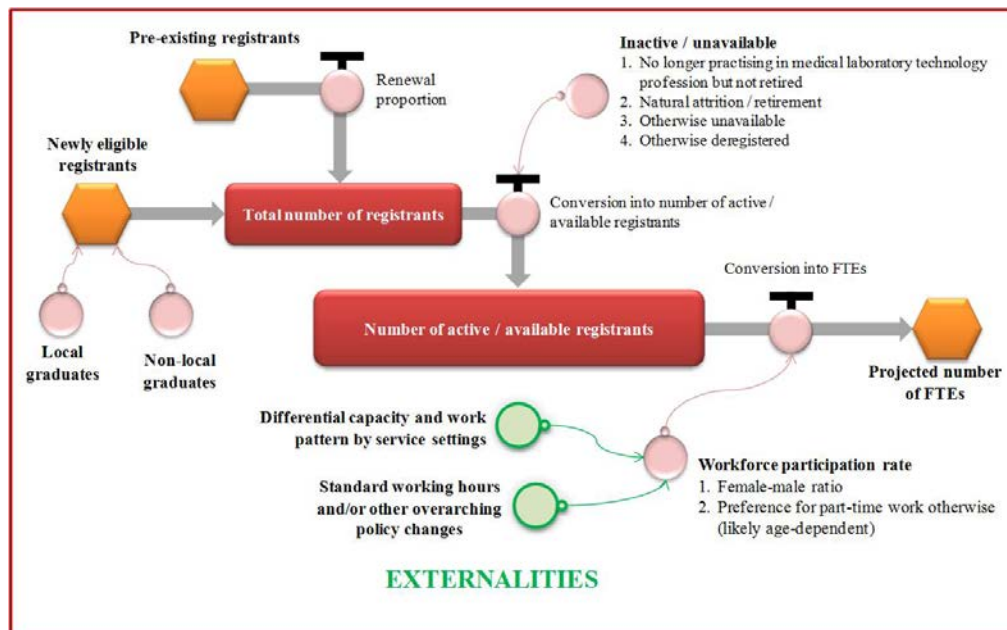 Pre-existing registrants
Renewal
proportion
Inactive / unavailable
1. No longer practising in medical laboratory technology
profession but not retired
2. Natural attrition / retirement
3. Otherwise unavailable
4. Otherwise deregistered
Newly eligible
registrants
Total number of registrants
Conversion into number of active /
available registrants
Local
graduates
Non-local
graduates
Number of active / available registrants
Conversion into FTEs
Projected number
of FTEs
Differential capacity and work
pattern by service settings
Standard working hours
and/or other overarching
policy changes
Workforce participation rate
1. Female-male ratio
2. Preference for part-time work otherwise
(likely age-dependent)
EXTERNALITIES